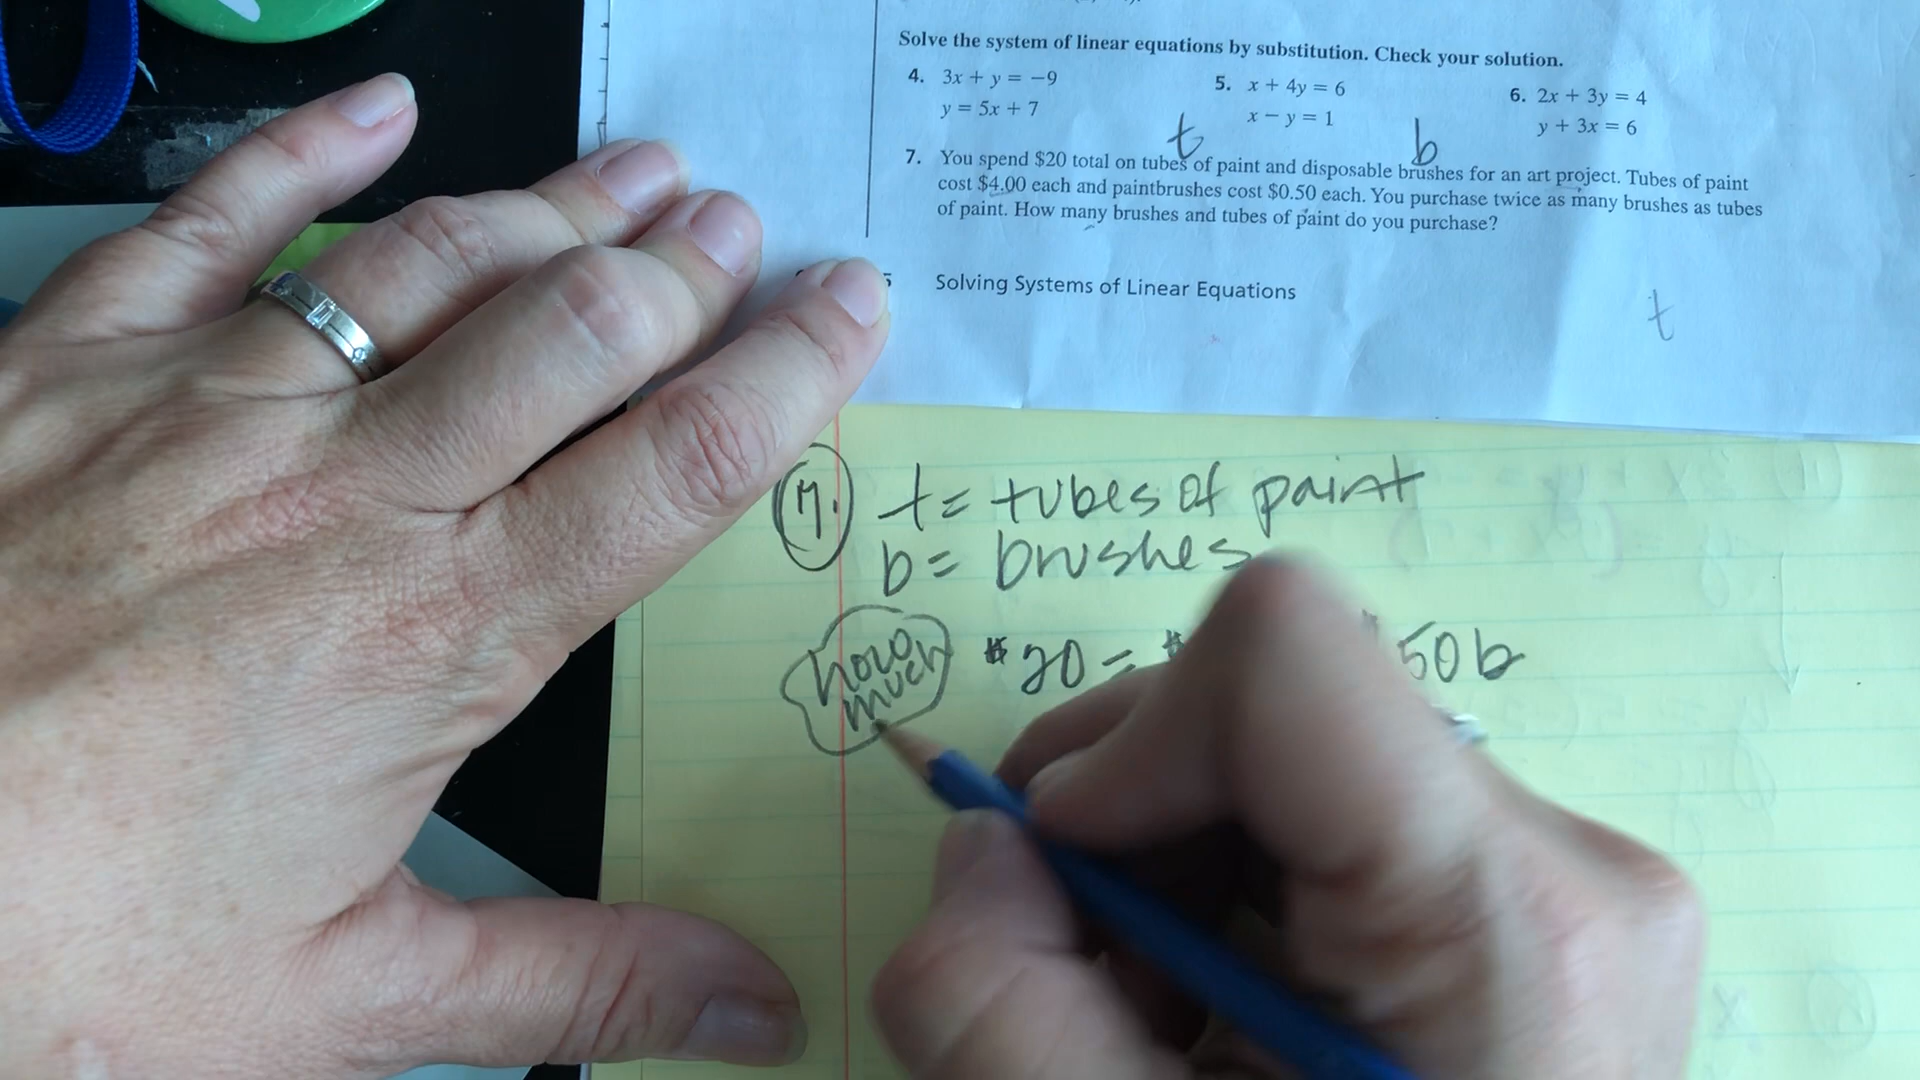 Solve the system of linear equations by substitution. Check your solution.
4. 3x + y = −9
y = 5x + 7
5. x + 4y = 6
x − y = 1
6. 2x + 3y = 4
y + 3x = 6
t b
7. You spend $20 total on tubes of paint and disposable brushes for an art project. Tubes of paint
cost $4.00 each and paintbrushes cost $0.50 each. You purchase twice as many brushes as tubes
of paint. How many brushes and tubes of paint do you purchase?
5 Solving Systems of Linear Equations
t
7. t = tubes of paint
b = brushes
how
much
$20 = $ 50b